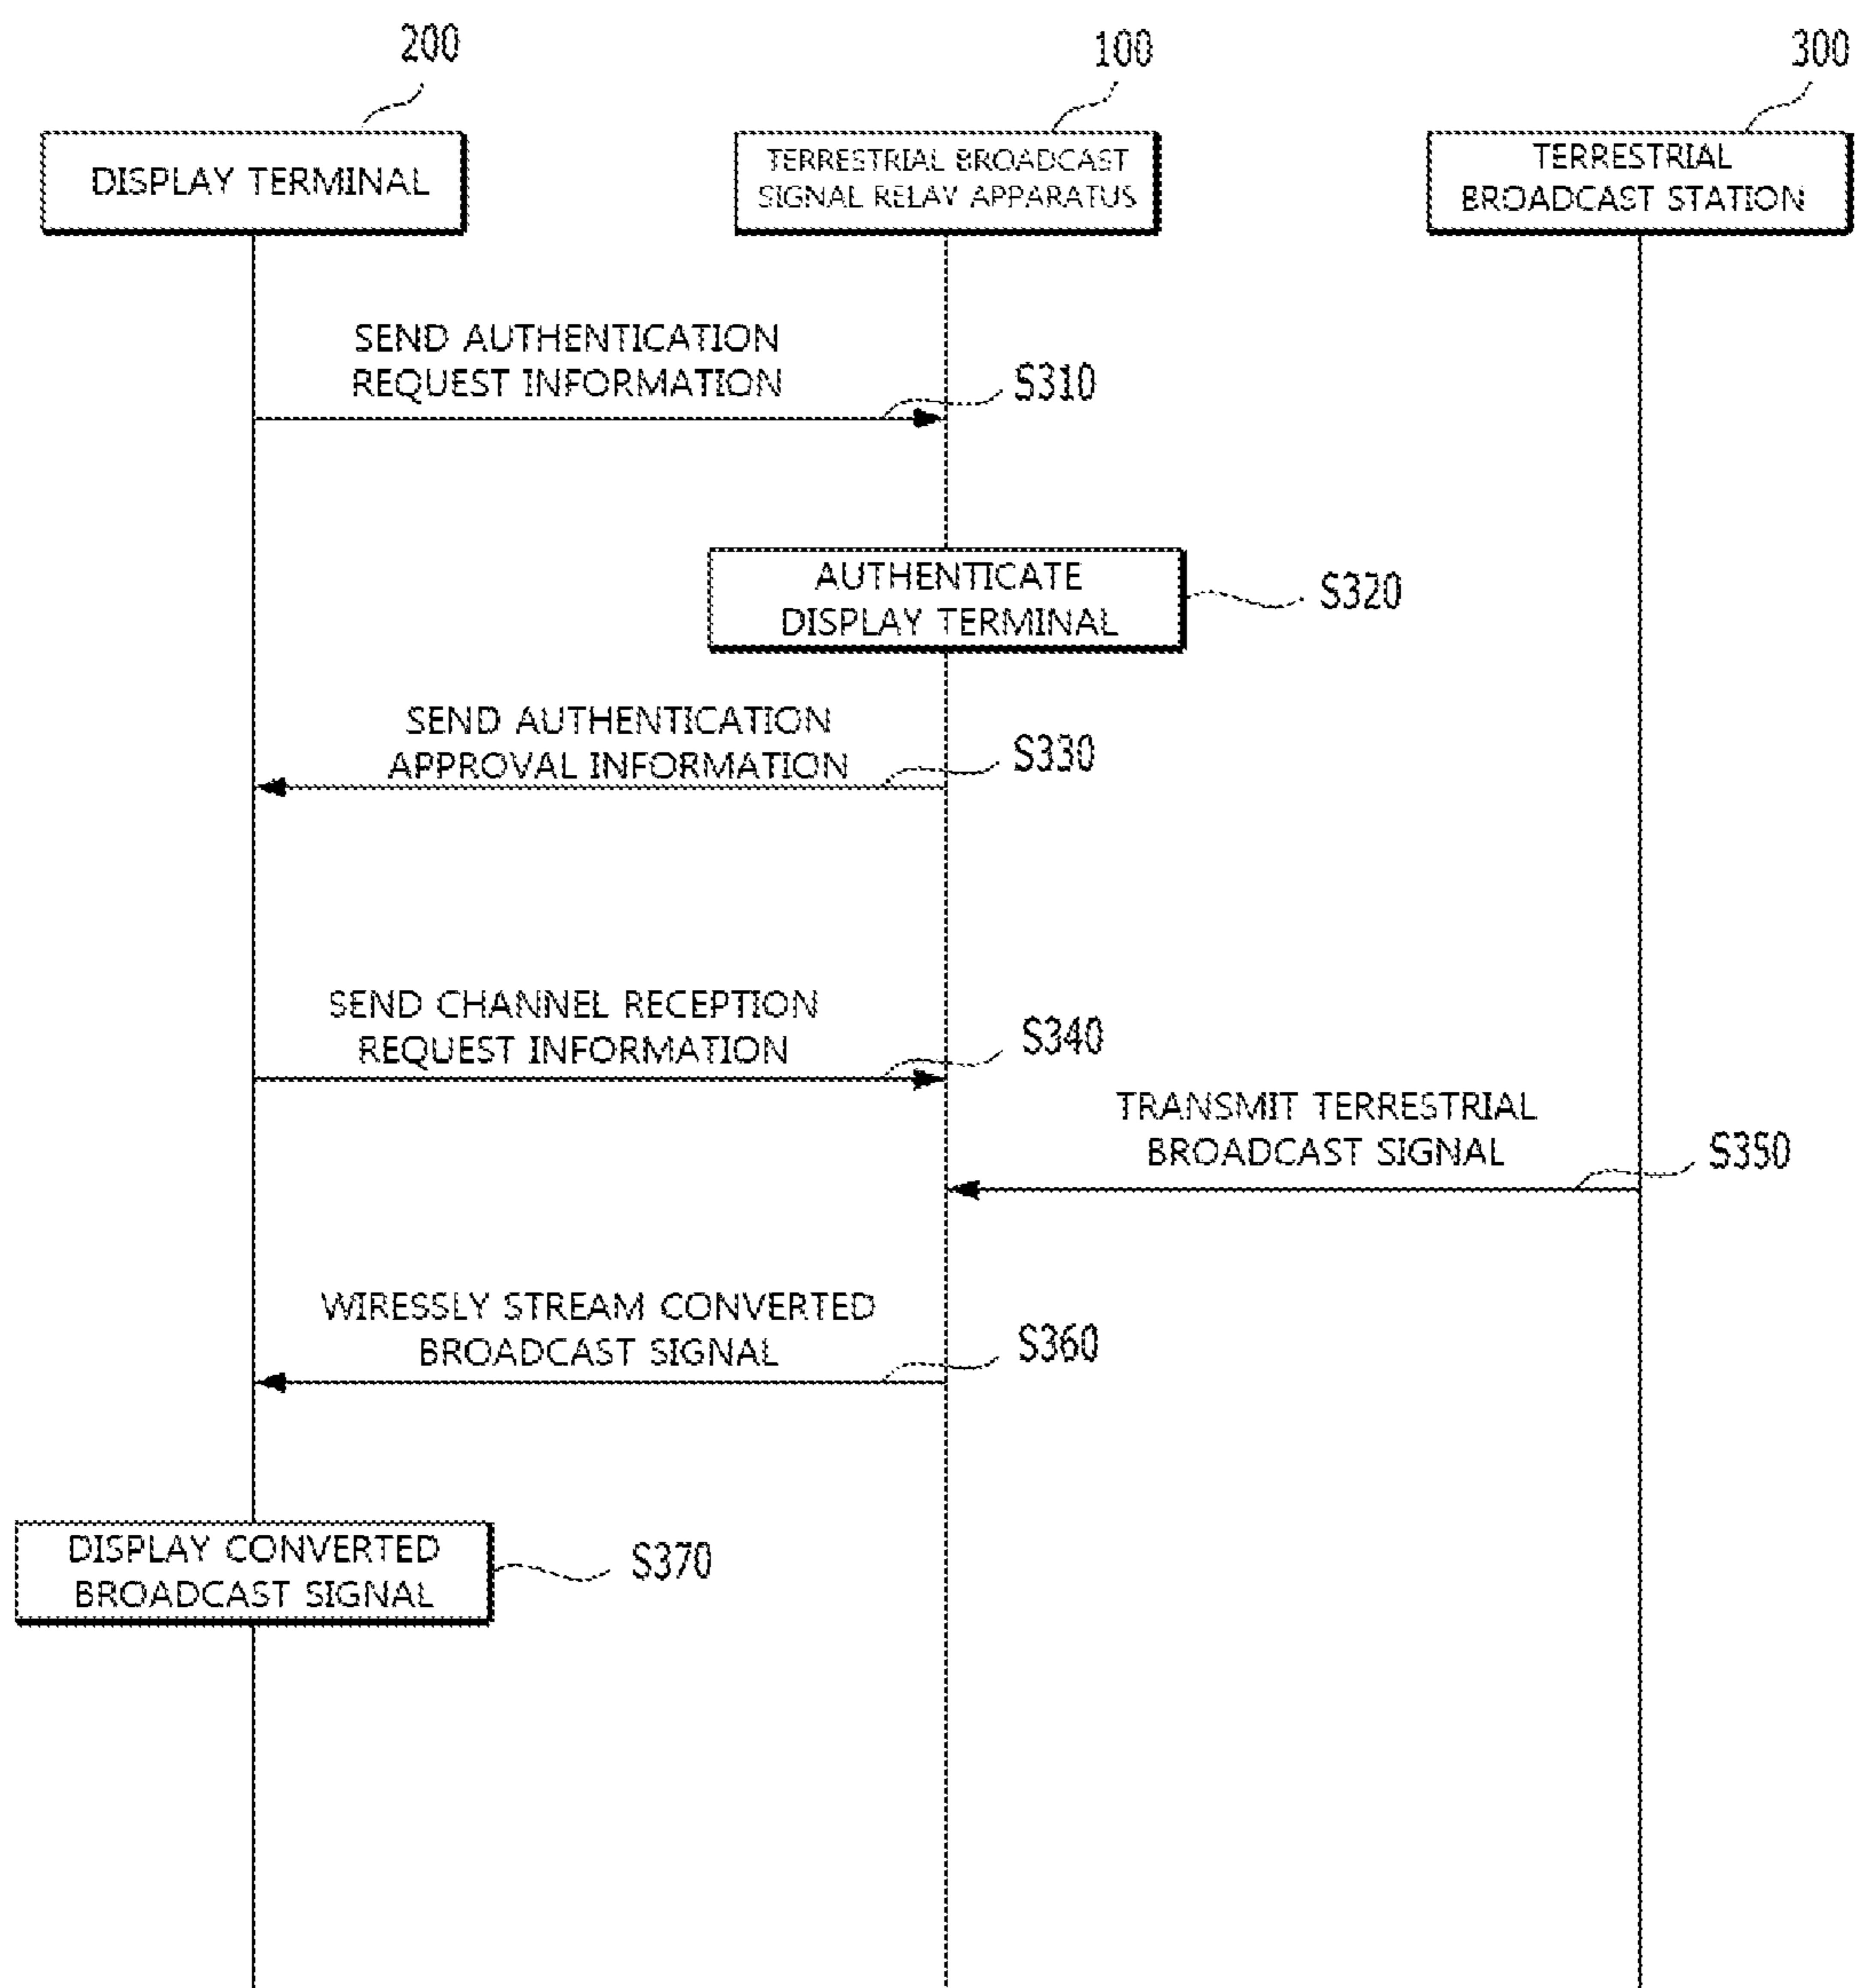 200
100
300
DISPLAY TERMINAL
TERRESTRIAL BROADCAST
SIGNAL RELAY APPARATUS
TERRESTRIAL
BROADCAST STATION
SEND AUTHENTICATION
REQUEST INFORMATION
S310
AUTHENTICATE
DISPLAY TERMINAL
S320
SEND AUTHENTICATION
APPROVAL INFORMATION
S330
SEND CHANNEL RECEPTION
REQUEST INFORMATION
S340
TRANSMIT TERRESTRIAL
BROADCAST SIGNAL
S350
WIRESSLY STREAM CONVERTED
BROADCAST SIGNAL
S360
DISPLAY CONVERTED
BROADCAST SIGNAL
S370